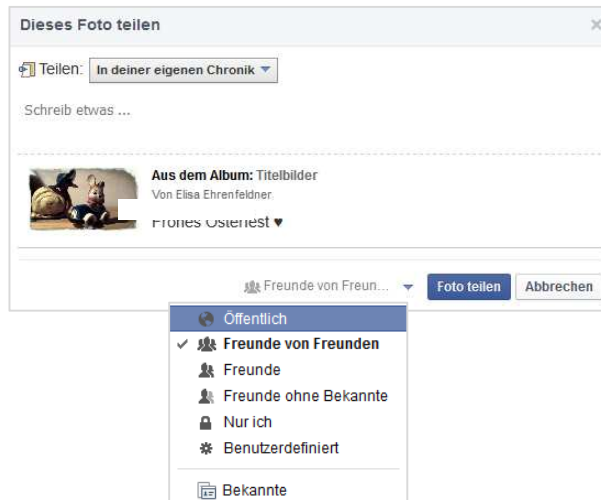 Dieses Foto teilen
Teilen: In deiner eigenen Chronik
Schreib etwas ...
Aus dem Album: Titelbilder
Von Elisa Ehrenfeldner
Frohes Osterfest ♥
Freunde von Freun... Foto teilen Abbrechen
Öffentlich
Freunde von Freunden
Freunde
Freunde ohne Bekannte
Nur ich
Benutzerdefiniert
Bekannte